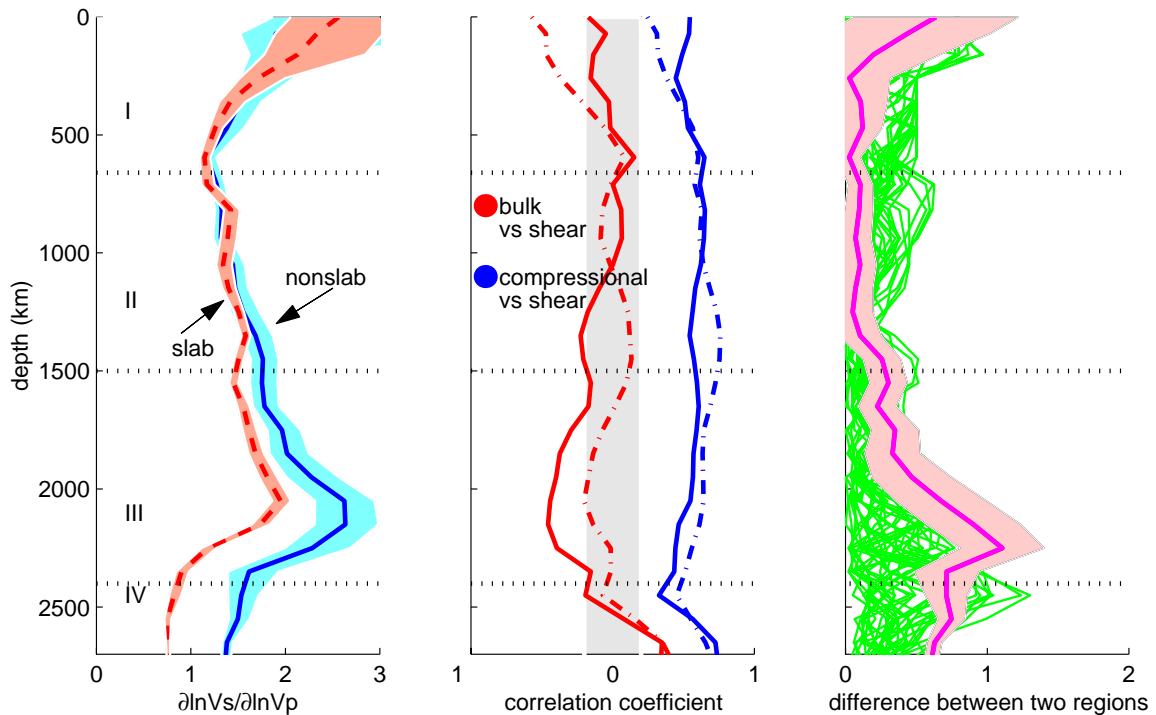 0
500
1000
1500
2000
2500
depth (km)
I
II
III
IV
slab
nonslab
0 1 2 3
∂lnVs/∂lnVp
bulk
vs shear
compressional
vs shear
1 0 1
correlation coefficient
0 1 2
difference between two regions